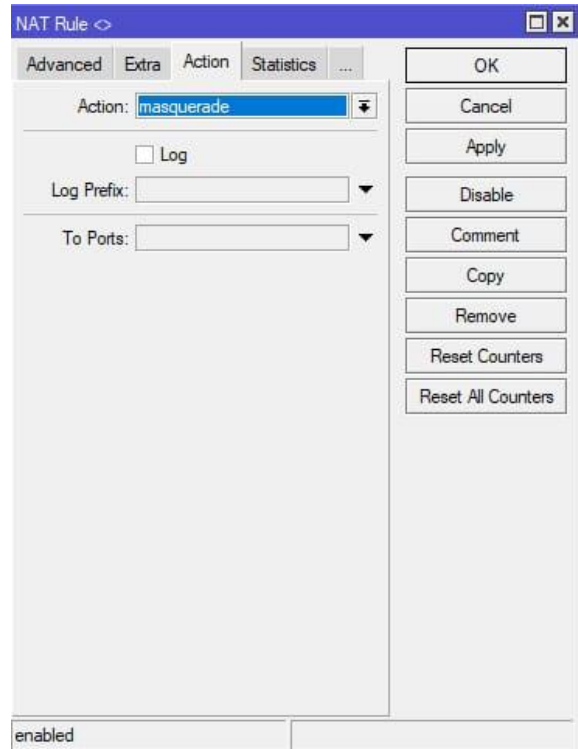 NAT Rule <>
Advanced Extra Action Statistics ...
Action: masquerade
Log
Log Prefix:
To Ports:
OK
Cancel
Apply
Disable
Comment
Copy
Remove
Reset Counters
Reset All Counters
enabled